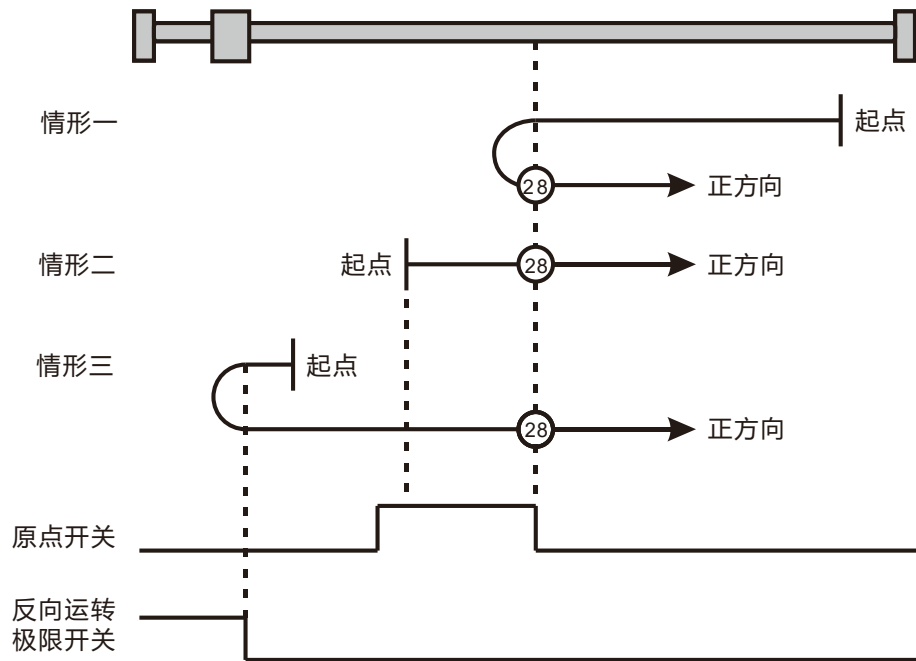 情形一
起点
28
正方向
情形二
起点
28
正方向
情形三
起点
28
正方向
原点开关
反向运转
极限开关